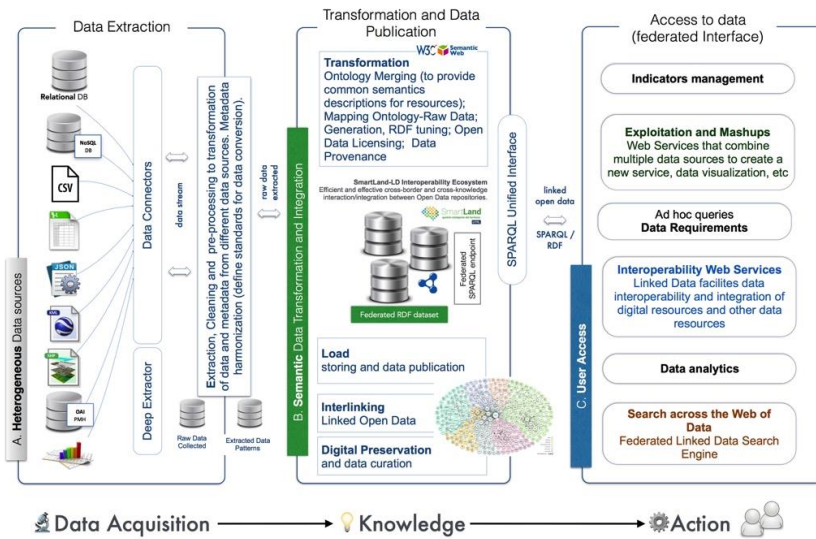 Data Extraction
Relational DB
NoSQL
DB
CSV
JSON
OAI
PMH
A. Heterogeneous Data sources
Data Connectors
Deep Extractor
data stream
Extraction, Cleaning and pre-processing to transformation
of data and metadata from different data sources. Metadata
harmonization (define standards for data conversion).
Raw Data
Collected
Extracted Data
Patterns
raw data
extracted
Transformation and Data
Publication
W3C Semantic
Web
B. Semantic Data Transformation and Integration
Transformation
Ontology Merging (to provide
common semantics
descriptions for resources);
Mapping Ontology-Raw Data;
Generation, RDF tuning; Open
Data Licensing; Data
Provenance
SmartLand-LD Interoperability Ecosystem
Efficient and effective cross-border and cross-knowledge
interaction/integration between Open Data repositories.
SmartLand
Federated
SPARQL endpoint
Federated RDF dataset
Load
storing and data publication
Interlinking
Linked Open Data
Digital Preservation
and data curation
SPARQL Unified Interface
linked
open data
SPARQL /
RDF
Access to data
(federated Interface)
C. User Access
Indicators management
Exploitation and Mashups
Web Services that combine
multiple data sources to create a
new service, data visualization, etc
Ad hoc queries
Data Requirements
Interoperability Web Services
Linked Data facilites data
interoperability and integration of
digital resources and other data
resources
Data analytics
Search across the Web of
Data
Federated Linked Data Search
Engine
Data Acquisition
Knowledge
Action